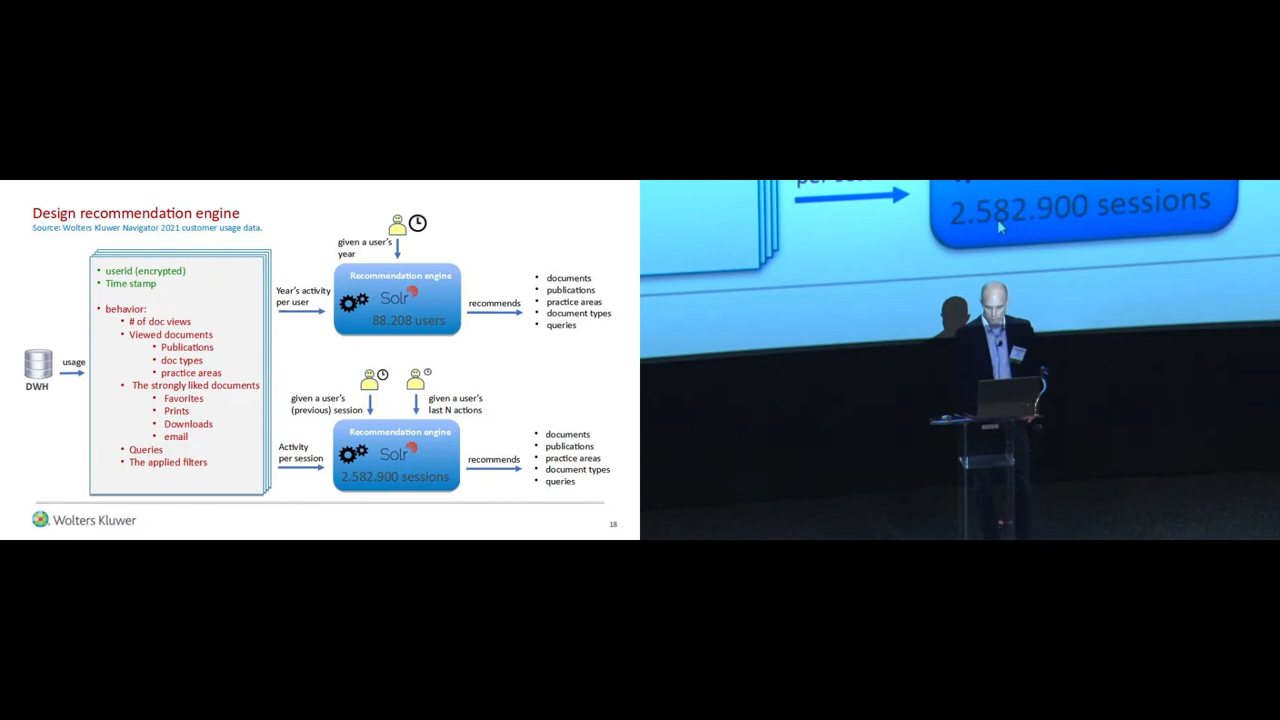 Design recommendation engine
Source: Wolters Kluwer Navigator 2021 customer usage data.
DWH
usage
• userid (encrypted)
• Time stamp
• behavior:
• # of doc views
• Viewed documents
• Publications
• doc types
• practice areas
• The strongly liked documents
• Favorites
• Prints
• Downloads
• email
• Queries
• The applied filters
given a user's
year
Year's activity
per user
Recommendation engine
Solr
88.208 users
recommends
• documents
• publications
• practice areas
• document types
• queries
given a user's
(previous) session
given a user's
last N actions
Activity
per session
Recommendation engine
Solr
2.582.900 sessions
recommends
• documents
• publications
• practice areas
• document types
• queries
Wolters Kluwer
18
2.582.900 sessions